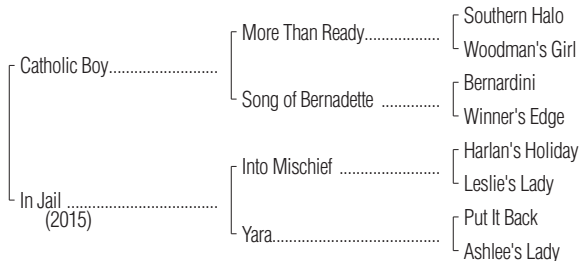 Southern Halo
More Than Ready
Woodman's Girl
Catholic Boy
Bernardini
Song of Bernadette
Winner's Edge
Harlan's Holiday
Into Mischief
Leslie's Lady
In Jail
(2015)
Put It Back
Yara
Ashlee's Lady